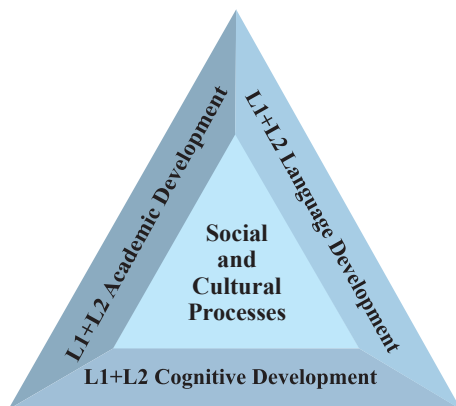 L1+L2 Academic Development
L1+L2 Language Development
Social
and
Cultural
Processes
L1+L2 Cognitive Development